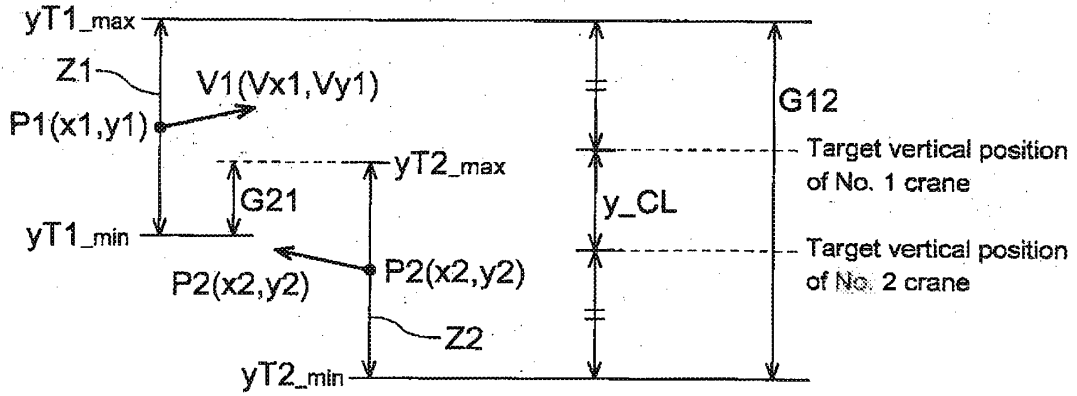 yT1_max
Z1
V1(Vx1,Vy1)
G12
P1(x1,y1)
Target vertical position
of No. 1 crane
yT2_max
G21
y_CL
yT1_min
Target vertical position
of No. 2 crane
P2(x2,y2)
P2(x2,y2)
Z2
yT2_min